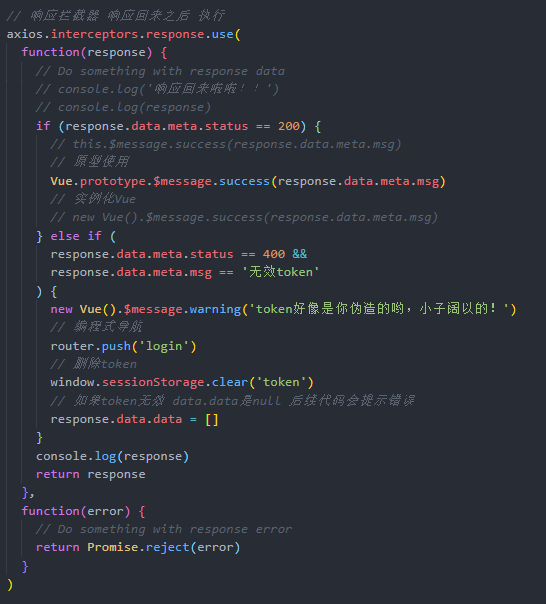 // 响应拦截器 响应回来之后 执行
axios.interceptors.response.use(
  function(response) {
    // Do something with response data
    // console.log('响应回来啦啦！！')
    // console.log(response)
    if (response.data.meta.status == 200) {
      // this.$message.success(response.data.meta.msg)
      // 原型使用
      Vue.prototype.$message.success(response.data.meta.msg)
      // 实例化Vue
      // new Vue().$message.success(response.data.meta.msg)
    } else if (
      response.data.meta.status == 400 &&
      response.data.meta.msg == '无效token'
    ) {
      new Vue().$message.warning('token好像是你伪造的哟，小子阔以的！')
      // 编程式导航
      router.push('login')
      // 删除token
      window.sessionStorage.clear('token')
      // 如果token无效 data.data是null 后续代码会提示错误
      response.data.data = []
    }
    console.log(response)
    return response
  },
  function(error) {
    // Do something with response error
    return Promise.reject(error)
  }
)